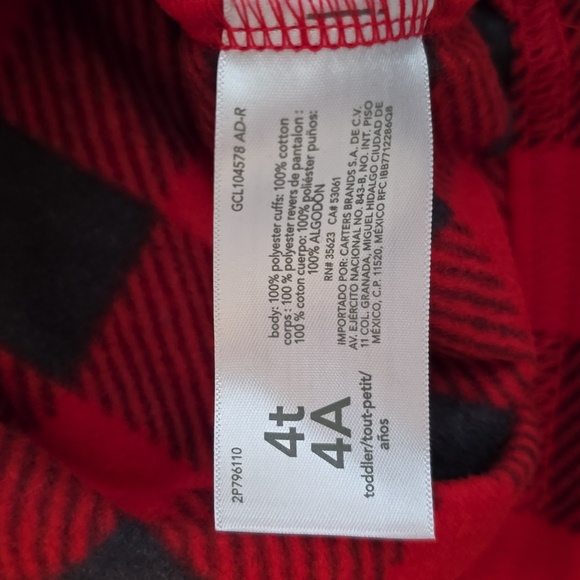 2P796110
GCL104578 AD-R
4t
4A
toddler/tout-petit/
años
body: 100% polyester cuffs: 100% cotton
corps : 100 % polyester revers de pantalon :
100 % coton cuerpo: 100% poliéster puños:
100% ALGODÓN
RN# 35623 CA# 53061
IMPORTADO POR: CARTERS BRANDS S.A. DE C.V.
AV. EJÉRCITO NACIONAL NO. 843-B, NO. INT. PISO
11 COL. GRANADA, MIGUEL HIDALGO CIUDAD DE
MÉXICO, C.P. 11520, MÉXICO RFC IBB7712286Q8